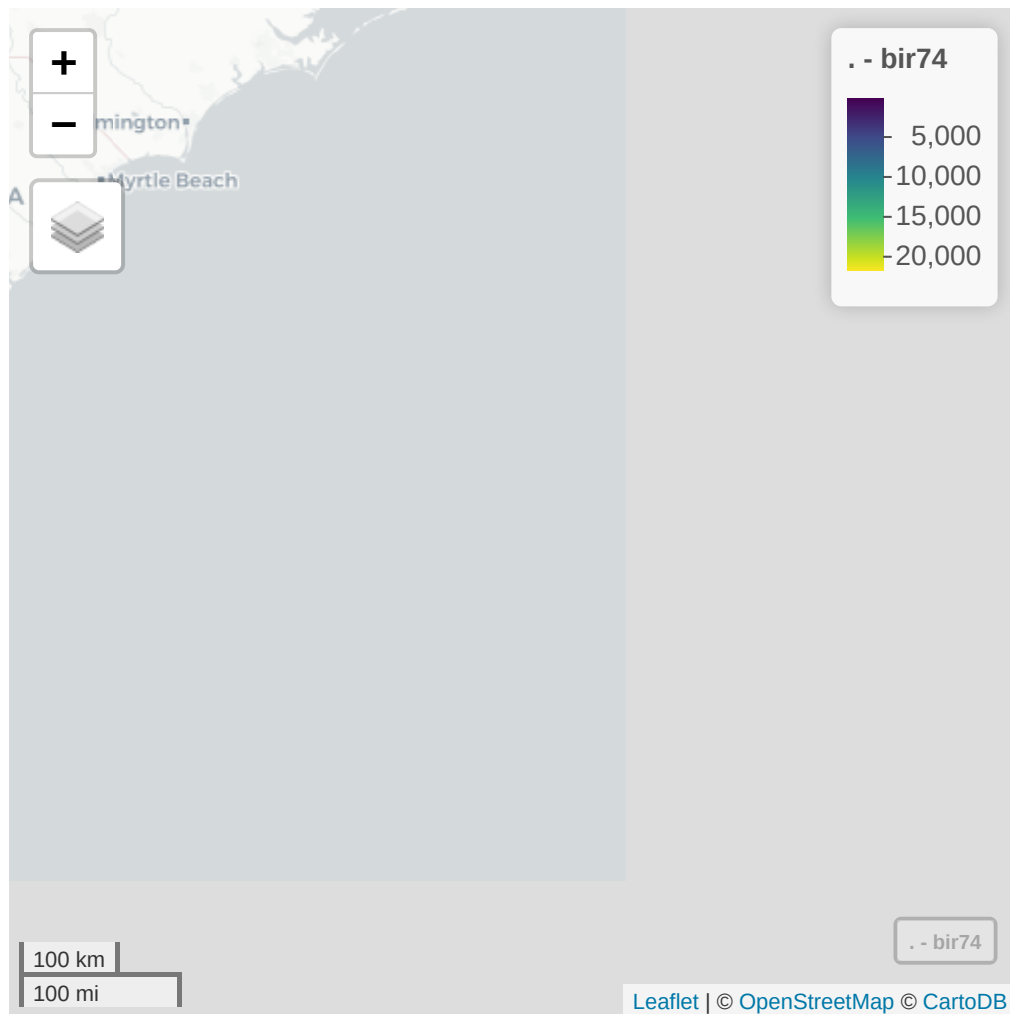 +
. - bir74
−
mington
5,000
10,000
Myrtle Beach
A
15,000
20,000
. - bir74
100 km
100 mi
Leaflet | © OpenStreetMap © CartoDB